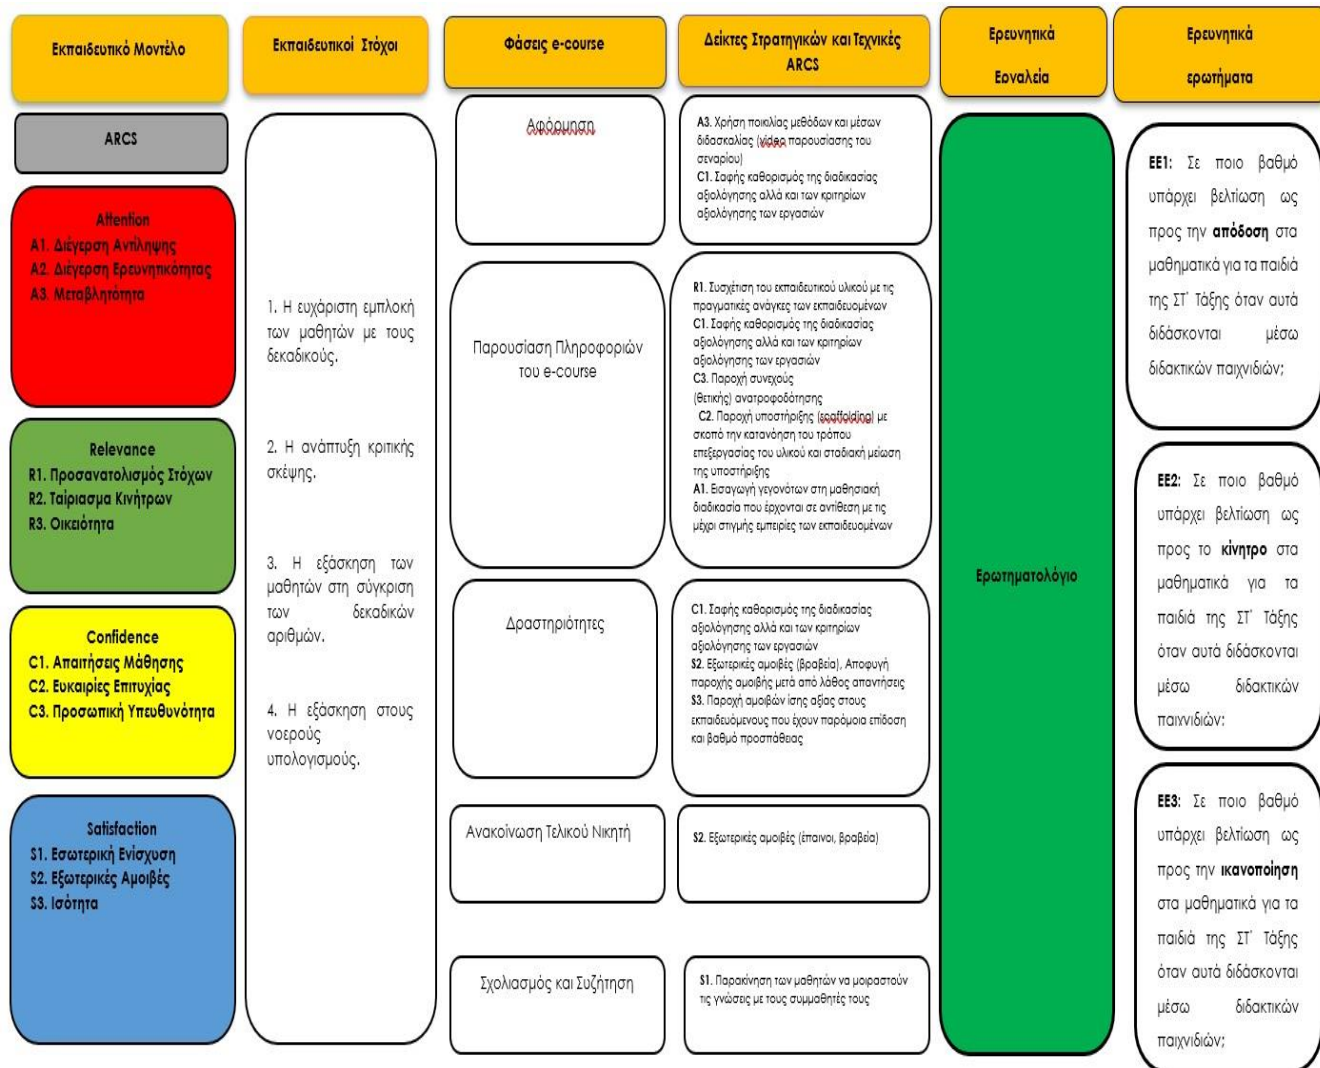 Εκπαιδευτικό Μοντέλο
ARCS
Attention
A1. Διέγερση Αντίληψης
A2. Διέγερση Ερευνητικότητας
A3. Μεταβλητότητα
Relevance
R1. Προσανατολισμός Στόχων
R2. Ταίριασμα Κινήτρων
R3. Οικειότητα
Confidence
C1. Απαιτήσεις Μάθησης
C2. Ευκαιρίες Επιτυχίας
C3. Προσωπική Υπευθυνότητα
Satisfaction
S1. Εσωτερική Ενίσχυση
S2. Εξωτερικές Αμοιβές
S3. Ισότητα
Εκπαιδευτικοί Στόχοι
1. Η ευχάριστη εμπλοκή
των μαθητών με τους
δεκαδικούς.
2. Η ανάπτυξη κριτικής
σκέψης.
3. Η εξάσκηση των
μαθητών στη σύγκριση
των δεκαδικών
αριθμών.
4. Η εξάσκηση στους
νοερούς
υπολογισμούς.
Φάσεις e-course
Αφόρμηση
Παρουσίαση Πληροφοριών
του e-course
Δραστηριότητες
Ανακοίνωση Τελικού Νικητή
Σχολιασμός και Συζήτηση
Δείκτες Στρατηγικών και Τεχνικές
ARCS
A3. Χρήση ποικιλίας μεθόδων και μέσων
διδασκαλίας (video παρουσίασης του
σεναρίου)
C1. Σαφής καθορισμός της διαδικασίας
αξιολόγησης αλλά και των κριτηρίων
αξιολόγησης των εργασιών
R1. Συσχέτιση του εκπαιδευτικού υλικού με τις
πραγματικές ανάγκες των εκπαιδευομένων
C1. Σαφής καθορισμός της διαδικασίας
αξιολόγησης αλλά και των κριτηρίων
αξιολόγησης των εργασιών
C3. Παροχή συνεχούς
(θετικής) ανατροφοδότησης
C2. Παροχή υποστήριξης (scaffolding) με
σκοπό την κατανόηση του τρόπου
επεξεργασίας του υλικού και σταδιακή μείωση
της υποστήριξης
A1. Εισαγωγή γεγονότων στη μαθησιακή
διαδικασία που έρχονται σε αντίθεση με τις
μέχρι στιγμής εμπειρίες των εκπαιδευομένων
C1. Σαφής καθορισμός της διαδικασίας
αξιολόγησης αλλά και των κριτηρίων
αξιολόγησης των εργασιών
S2. Εξωτερικές αμοιβές (βραβεία), Αποφυγή
παροχής αμοιβής μετά από λάθος απαντήσεις
S3. Παροχή αμοιβών ίσης αξίας στους
εκπαιδευόμενους που έχουν παρόμοια επίδοση
και βαθμό προσπάθειας
S2. Εξωτερικές αμοιβές (έπαινοι, βραβεία)
S1. Παρακίνηση των μαθητών να μοιραστούν
τις γνώσεις με τους συμμαθητές τους
Ερευνητικά
Εργαλεία
Ερωτηματολόγιο
Ερευνητικά
ερωτήματα
ΕΕ1: Σε ποιο βαθμό
υπάρχει βελτίωση ως
προς την απόδοση στα
μαθηματικά για τα παιδιά
της ΣΤ΄ Τάξης όταν αυτά
διδάσκονται μέσω
διδακτικών παιχνιδιών;
ΕΕ2: Σε ποιο βαθμό
υπάρχει βελτίωση ως
προς το κίνητρο στα
μαθηματικά για τα
παιδιά της ΣΤ΄ Τάξης
όταν αυτά διδάσκονται
μέσω διδακτικών
παιχνιδιών;
ΕΕ3: Σε ποιο βαθμό
υπάρχει βελτίωση ως
προς την ικανοποίηση
στα μαθηματικά για τα
παιδιά της ΣΤ΄ Τάξης
όταν αυτά διδάσκονται
μέσω διδακτικών
παιχνιδιών;